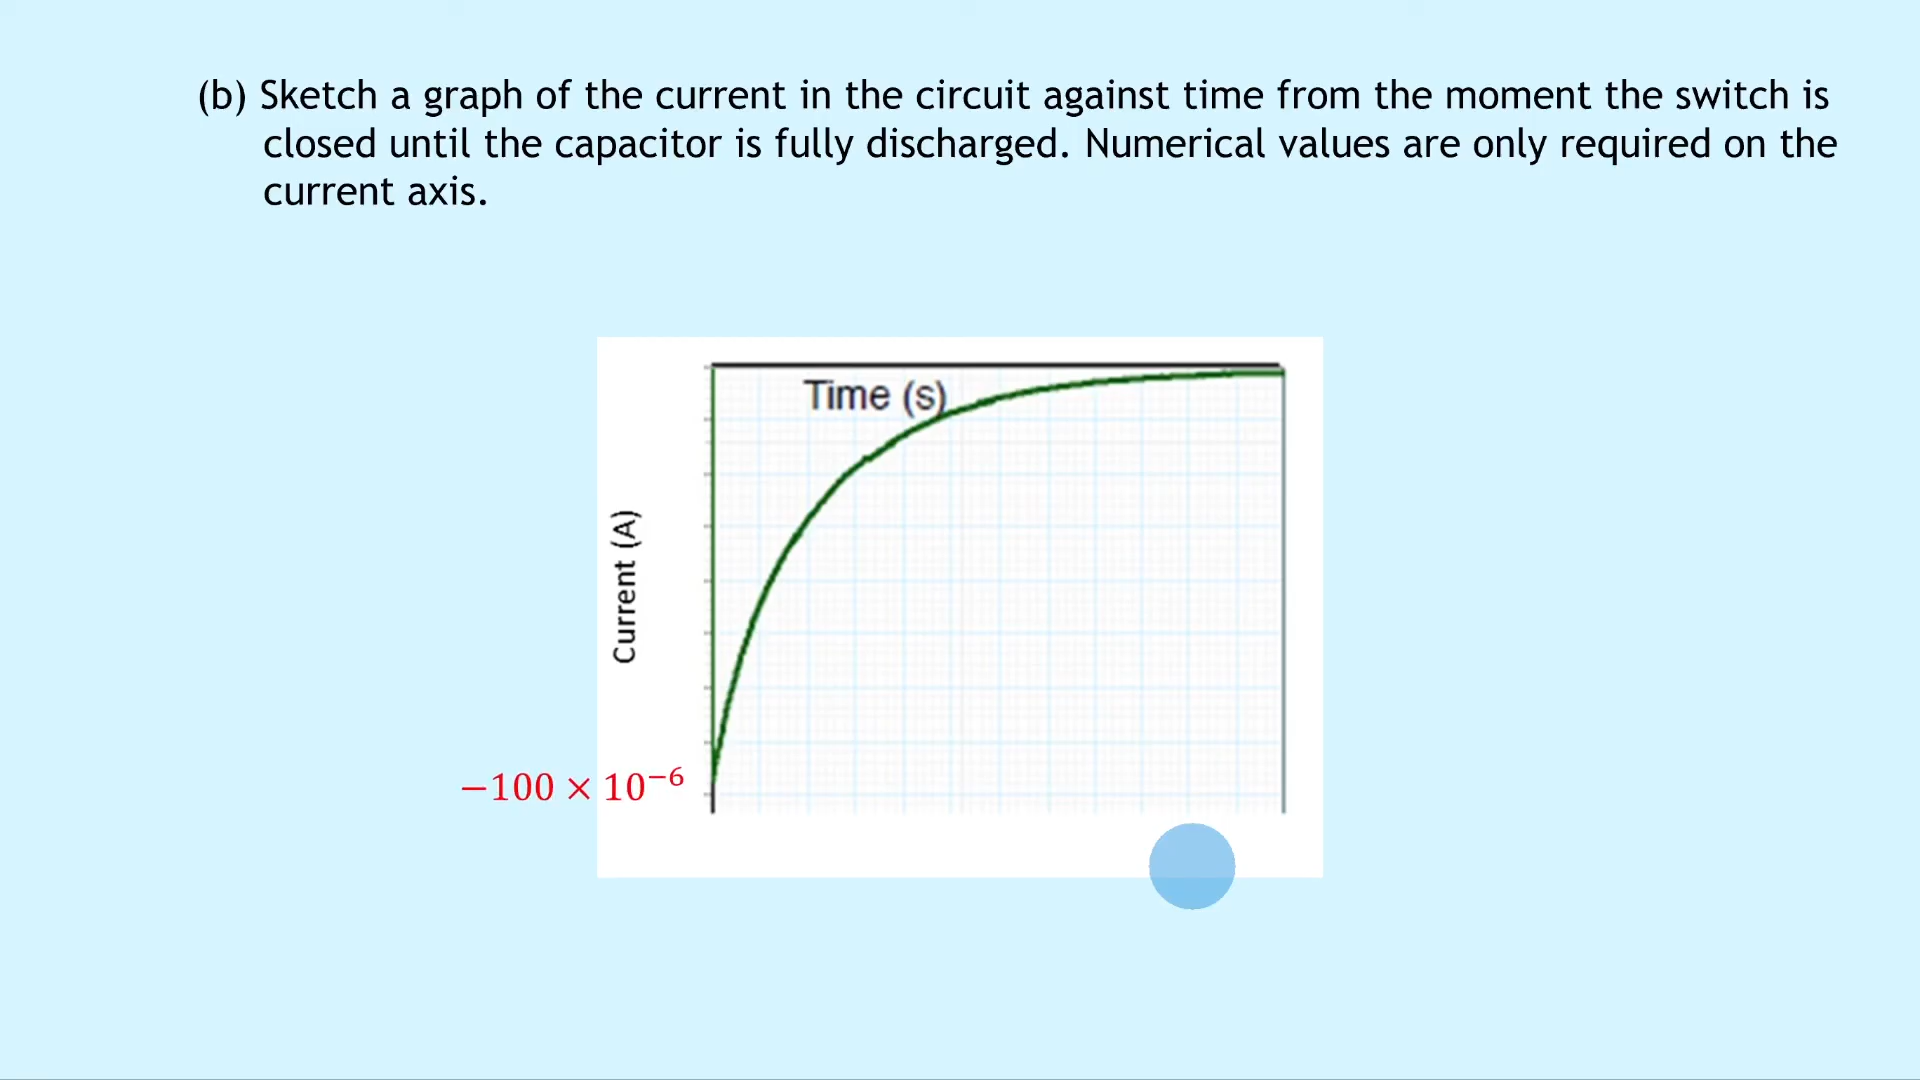 (b) Sketch a graph of the current in the circuit against time from the moment the switch is
closed until the capacitor is fully discharged. Numerical values are only required on the
current axis.
Time (s)
Current (A)
−100 × 10⁻⁶